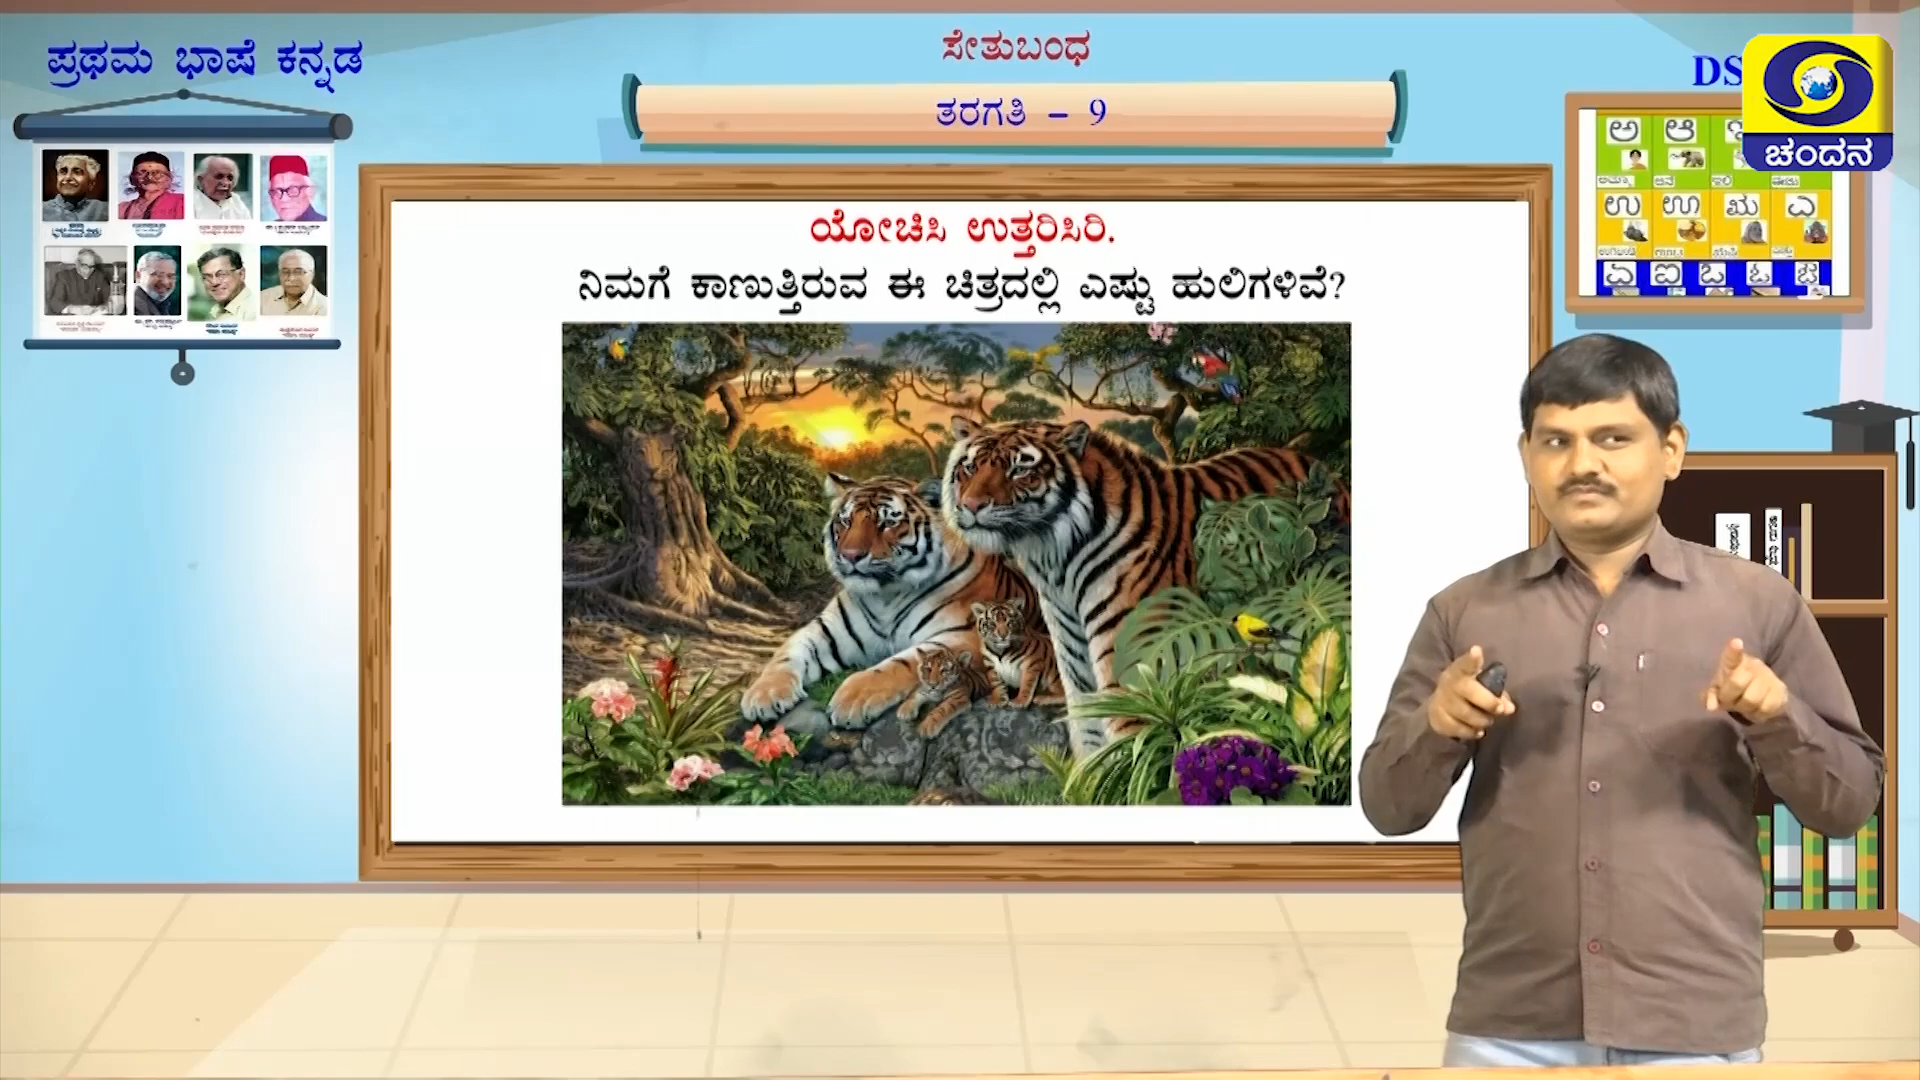 ಪ್ರಥಮ ಭಾಷೆ ಕನ್ನಡ
ಸೇತುಬಂಧ
ತರಗತಿ – 9
DS
ಚಂದನ
ಯೋಚಿಸಿ ಉತ್ತರಿಸಿರಿ.
ನಿಮಗೆ ಕಾಣುತ್ತಿರುವ ಈ ಚಿತ್ರದಲ್ಲಿ ಎಷ್ಟು ಹುಲಿಗಳಿವೆ?
ಅ ಆ
ಉ ಊ ಋ ಎ
ಏ ಐ ಒ ಓ ಔ